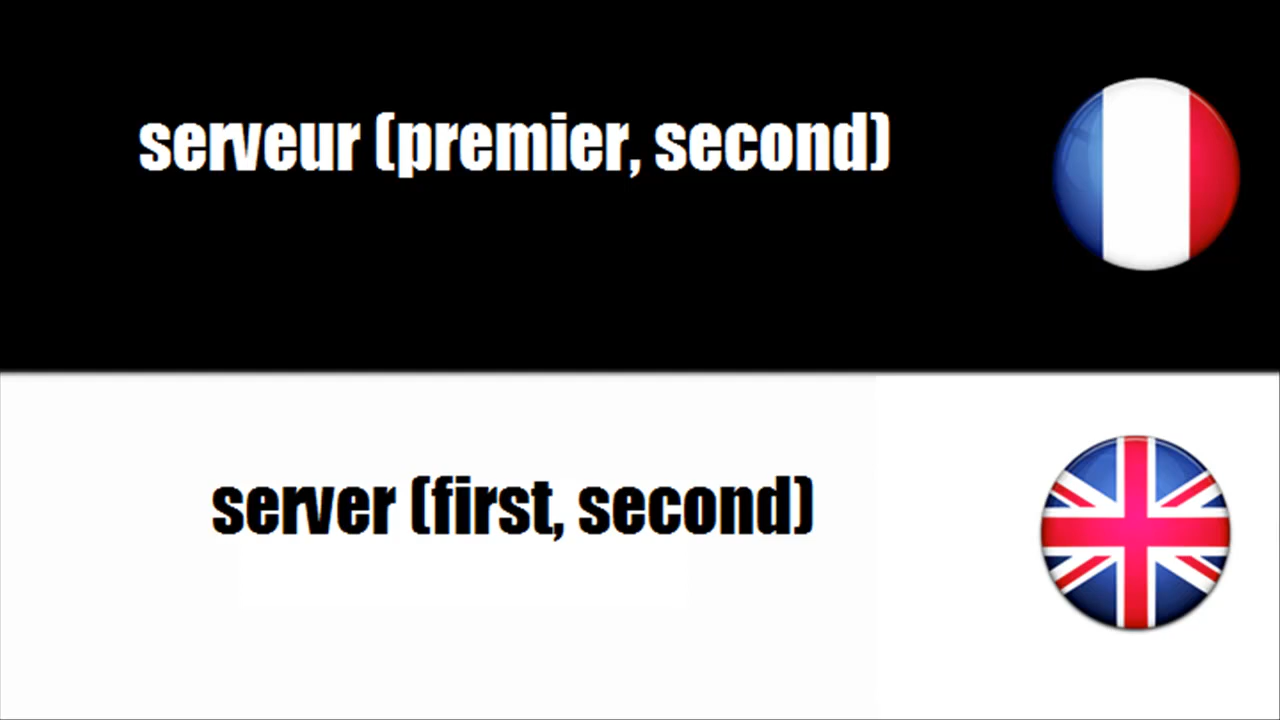 serveur (premier, second)
server (first, second)